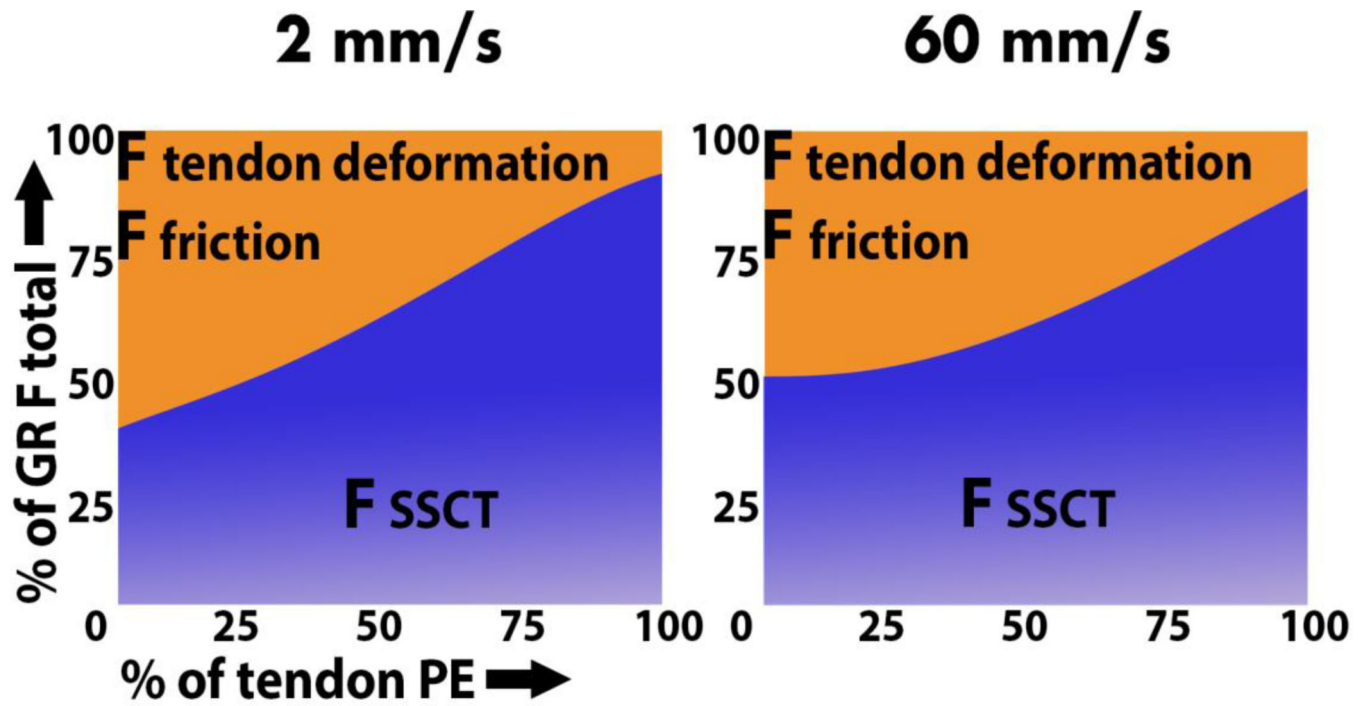 2 mm/s
60 mm/s
% of GR F total
100
75
50
25
F tendon deformation
F friction
F SSCT
0 25 50 75 100
% of tendon PE
100
75
50
25
F tendon deformation
F friction
F SSCT
0 25 50 75 100